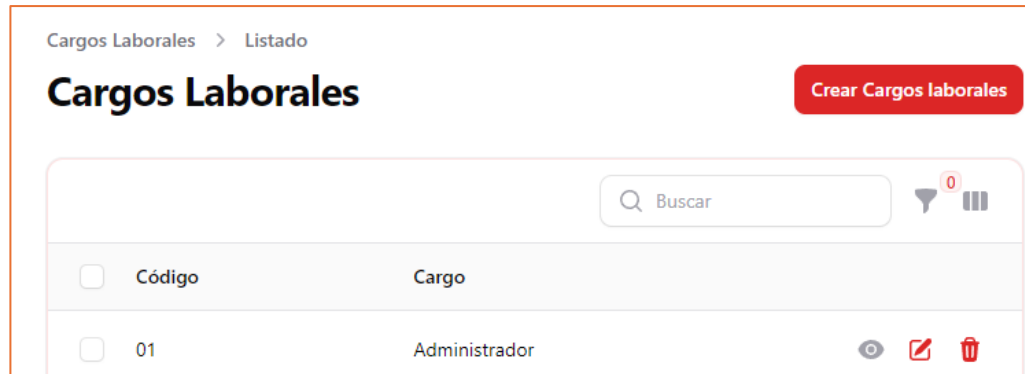 Cargos Laborales > Listado
Cargos Laborales
Crear Cargos laborales
Buscar
0
Código Cargo
01 Administrador